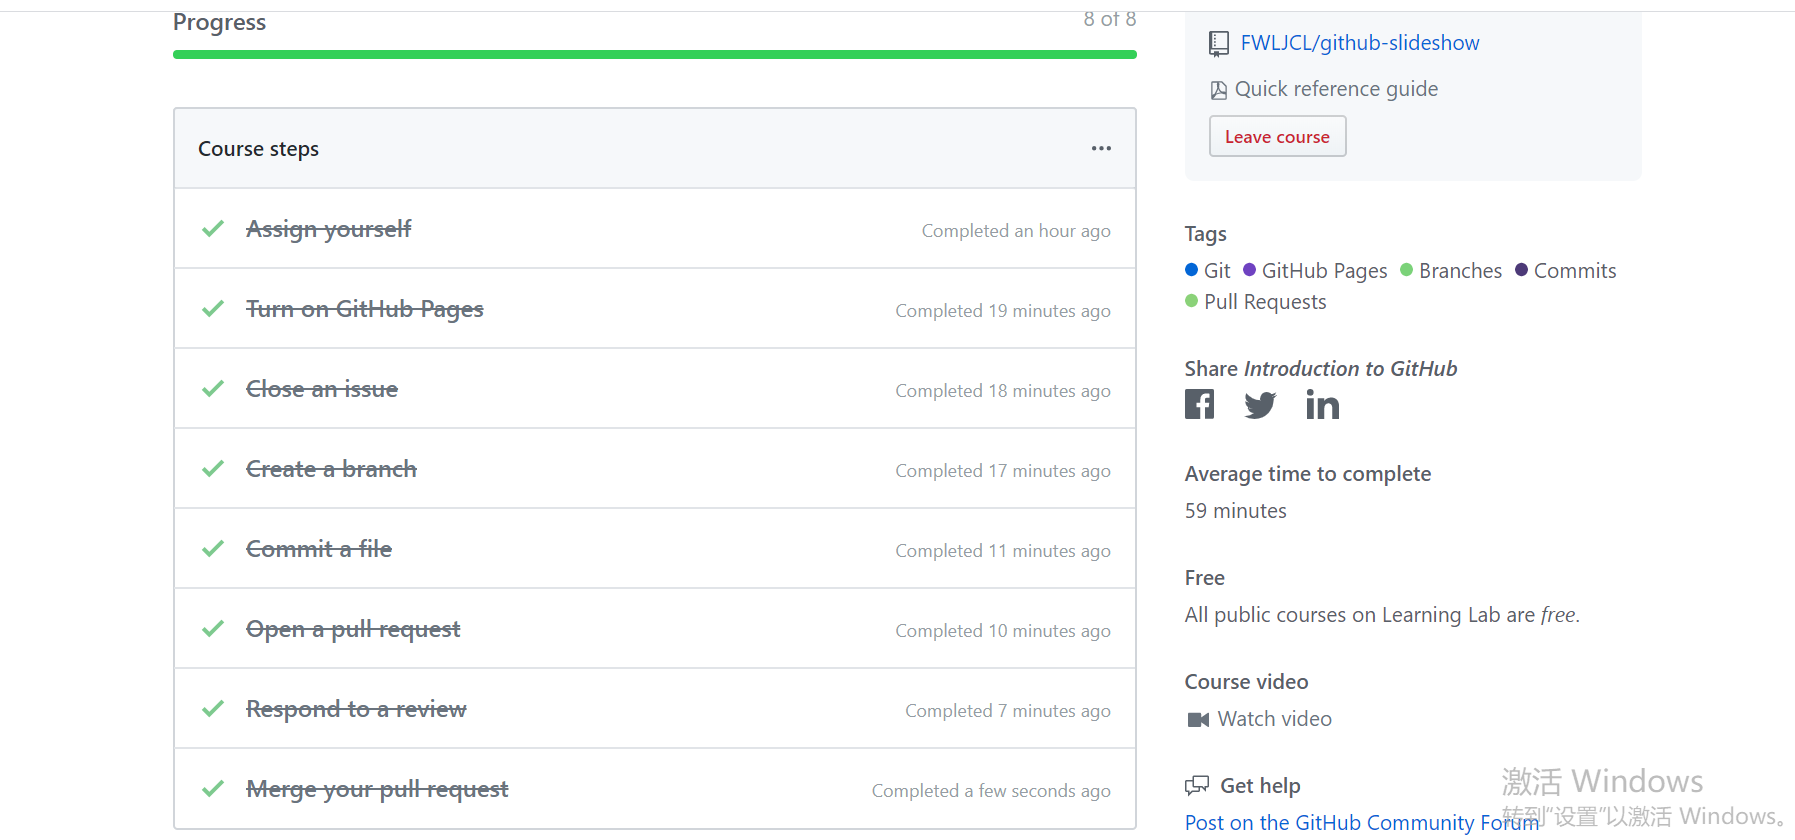 Progress
8 of 8
Course steps
Assign yourself
Completed an hour ago
Turn on GitHub Pages
Completed 19 minutes ago
Close an issue
Completed 18 minutes ago
Create a branch
Completed 17 minutes ago
Commit a file
Completed 11 minutes ago
Open a pull request
Completed 10 minutes ago
Respond to a review
Completed 7 minutes ago
Merge your pull request
Completed a few seconds ago
FWLJCL/github-slideshow
Quick reference guide
Leave course
Tags
Git GitHub Pages Branches Commits
Pull Requests
Share Introduction to GitHub
Average time to complete
59 minutes
Free
All public courses on Learning Lab are free.
Course video
Watch video
Get help
Post on the GitHub Community Forum
激活 Windows
转到“设置”以激活 Windows。